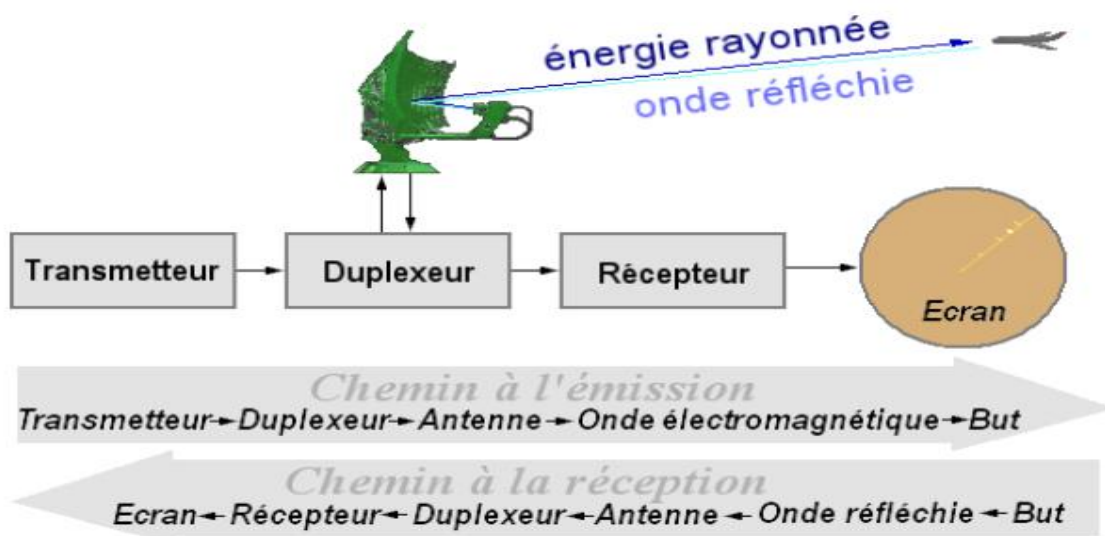 énergie rayonnée
onde réfléchie
Transmetteur
Duplexeur
Récepteur
Ecran
Chemin à l'émission
Transmetteur→Duplexeur→Antenne→Onde électromagnétique→But
Chemin à la réception
Ecran←Récepteur←Duplexeur←Antenne←Onde réfléchie←But